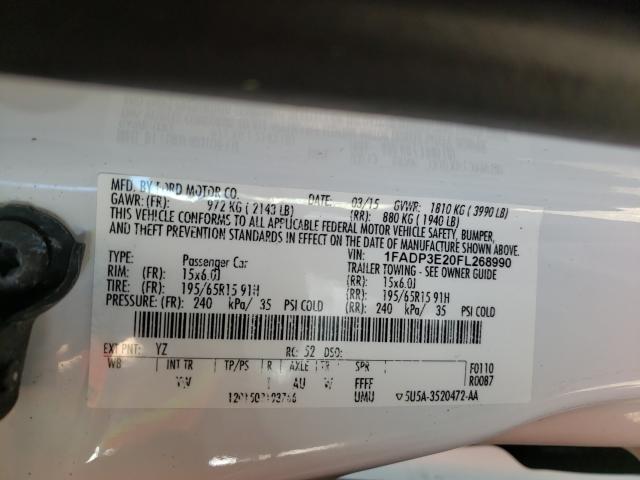 MFD. BY FORD MOTOR CO.
DATE: 03/15 GVWR: 1810 KG ( 3990 LB)
GAWR: (FR): 972 KG ( 2143 LB) (RR): 880 KG ( 1940 LB)
THIS VEHICLE CONFORMS TO ALL APPLICABLE FEDERAL MOTOR VEHICLE SAFETY, BUMPER,
AND THEFT PREVENTION STANDARDS IN EFFECT ON THE DATE OF MANUFACTURE SHOWN ABOVE.
VIN: 1FADP3E20FL268990
TYPE: Passenger Car TRAILER TOWING - SEE OWNER GUIDE
RIM: (FR): 15x6.0J (RR): 15x6.0J
TIRE: (FR): 195/65R15 91H (RR): 195/65R15 91H
PRESSURE: (FR): 240 kPa/ 35 PSI COLD (RR): 240 kPa/ 35 PSI COLD
EXT PNT: YZ RC: 52 DSO:
WB INT TR TP/PS R AXLE TR SPR F0110
AU W FFFF R0087
UMU 5U5A-3520472-AA